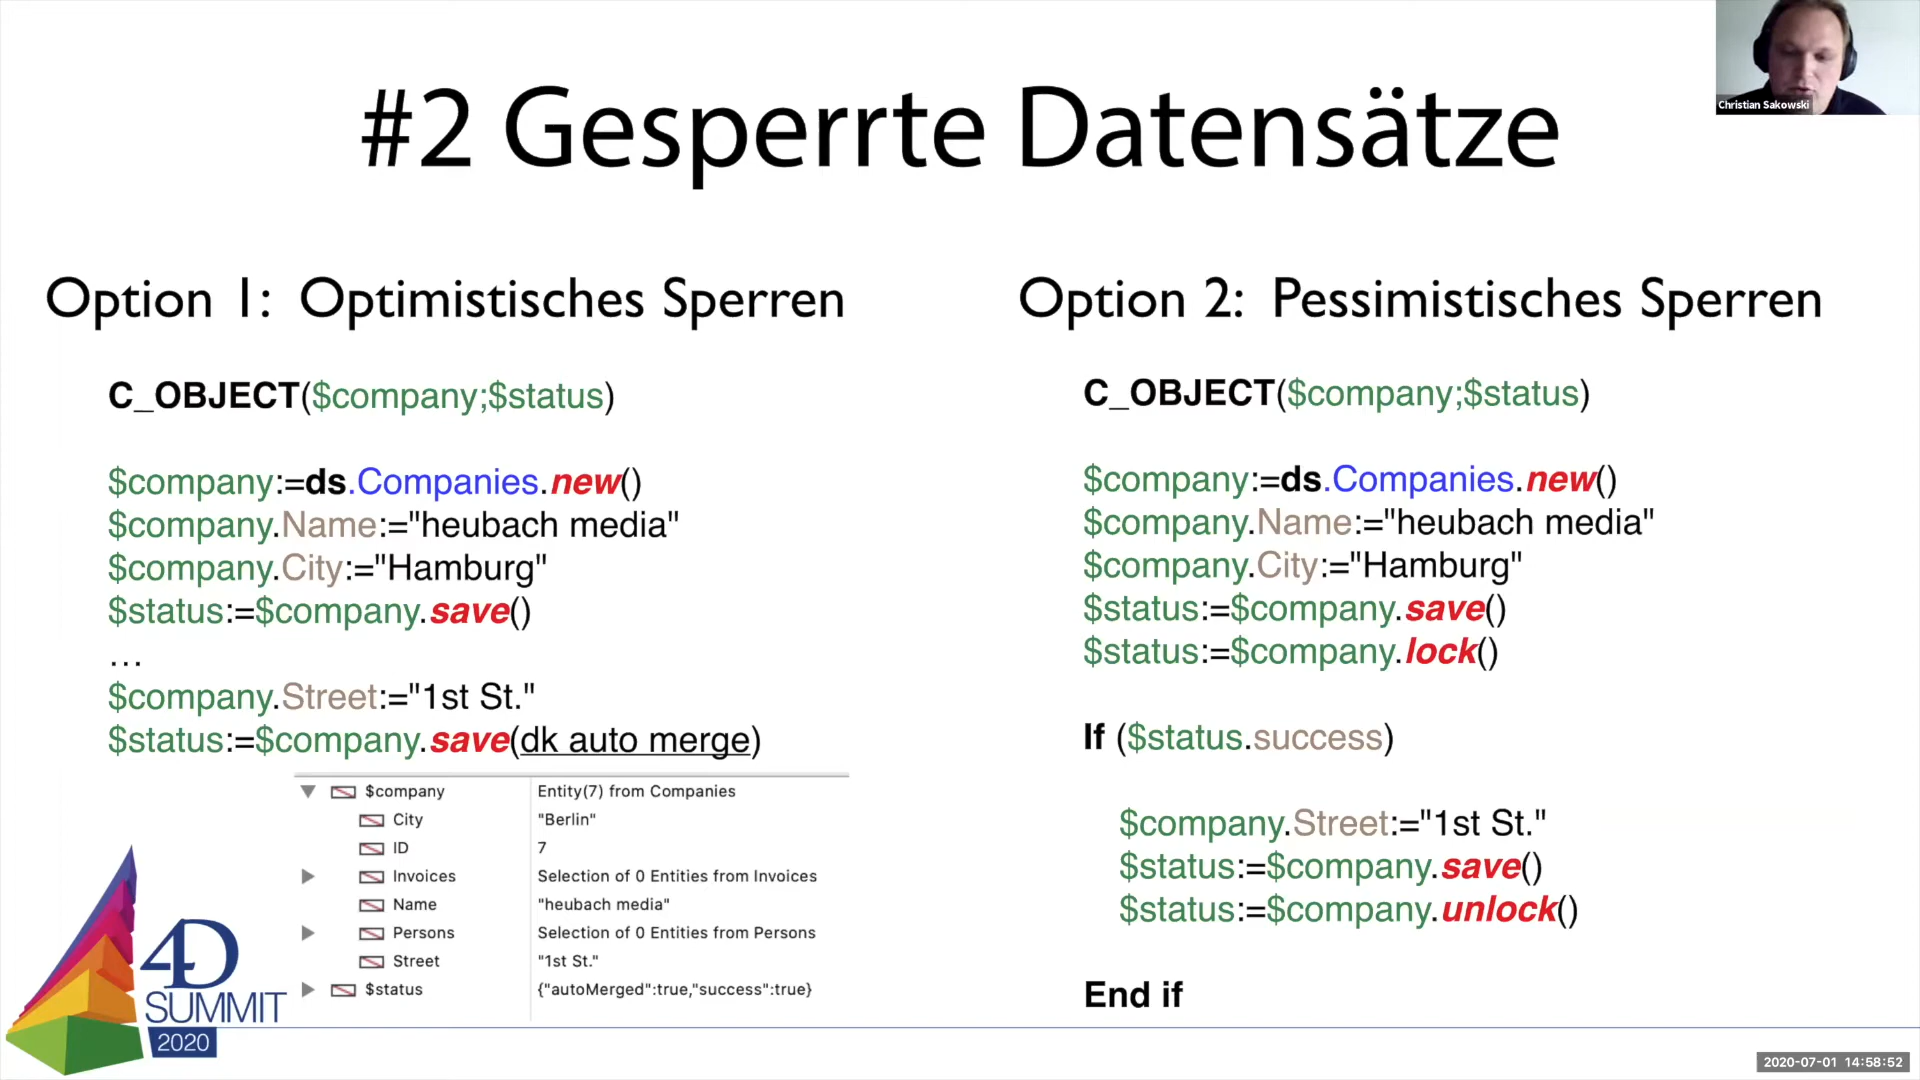 Christian Sakowski
#2 Gesperrte Datensätze
Option 1: Optimistisches Sperren
C_OBJECT($company;$status)
$company:=ds.Companies.new()
$company.Name:="heubach media"
$company.City:="Hamburg"
$status:=$company.save()
…
$company.Street:="1st St."
$status:=$company.save(dk auto merge)
$company Entity(7) from Companies
City "Berlin"
ID 7
Invoices Selection of 0 Entities from Invoices
Name "heubach media"
Persons Selection of 0 Entities from Persons
Street "1st St."
$status {"autoMerged":true,"success":true}
Option 2: Pessimistisches Sperren
C_OBJECT($company;$status)
$company:=ds.Companies.new()
$company.Name:="heubach media"
$company.City:="Hamburg"
$status:=$company.save()
$status:=$company.lock()
If ($status.success)
$company.Street:="1st St."
$status:=$company.save()
$status:=$company.unlock()
End if
4D
SUMMIT
2020
2020-07-01 14:58:52